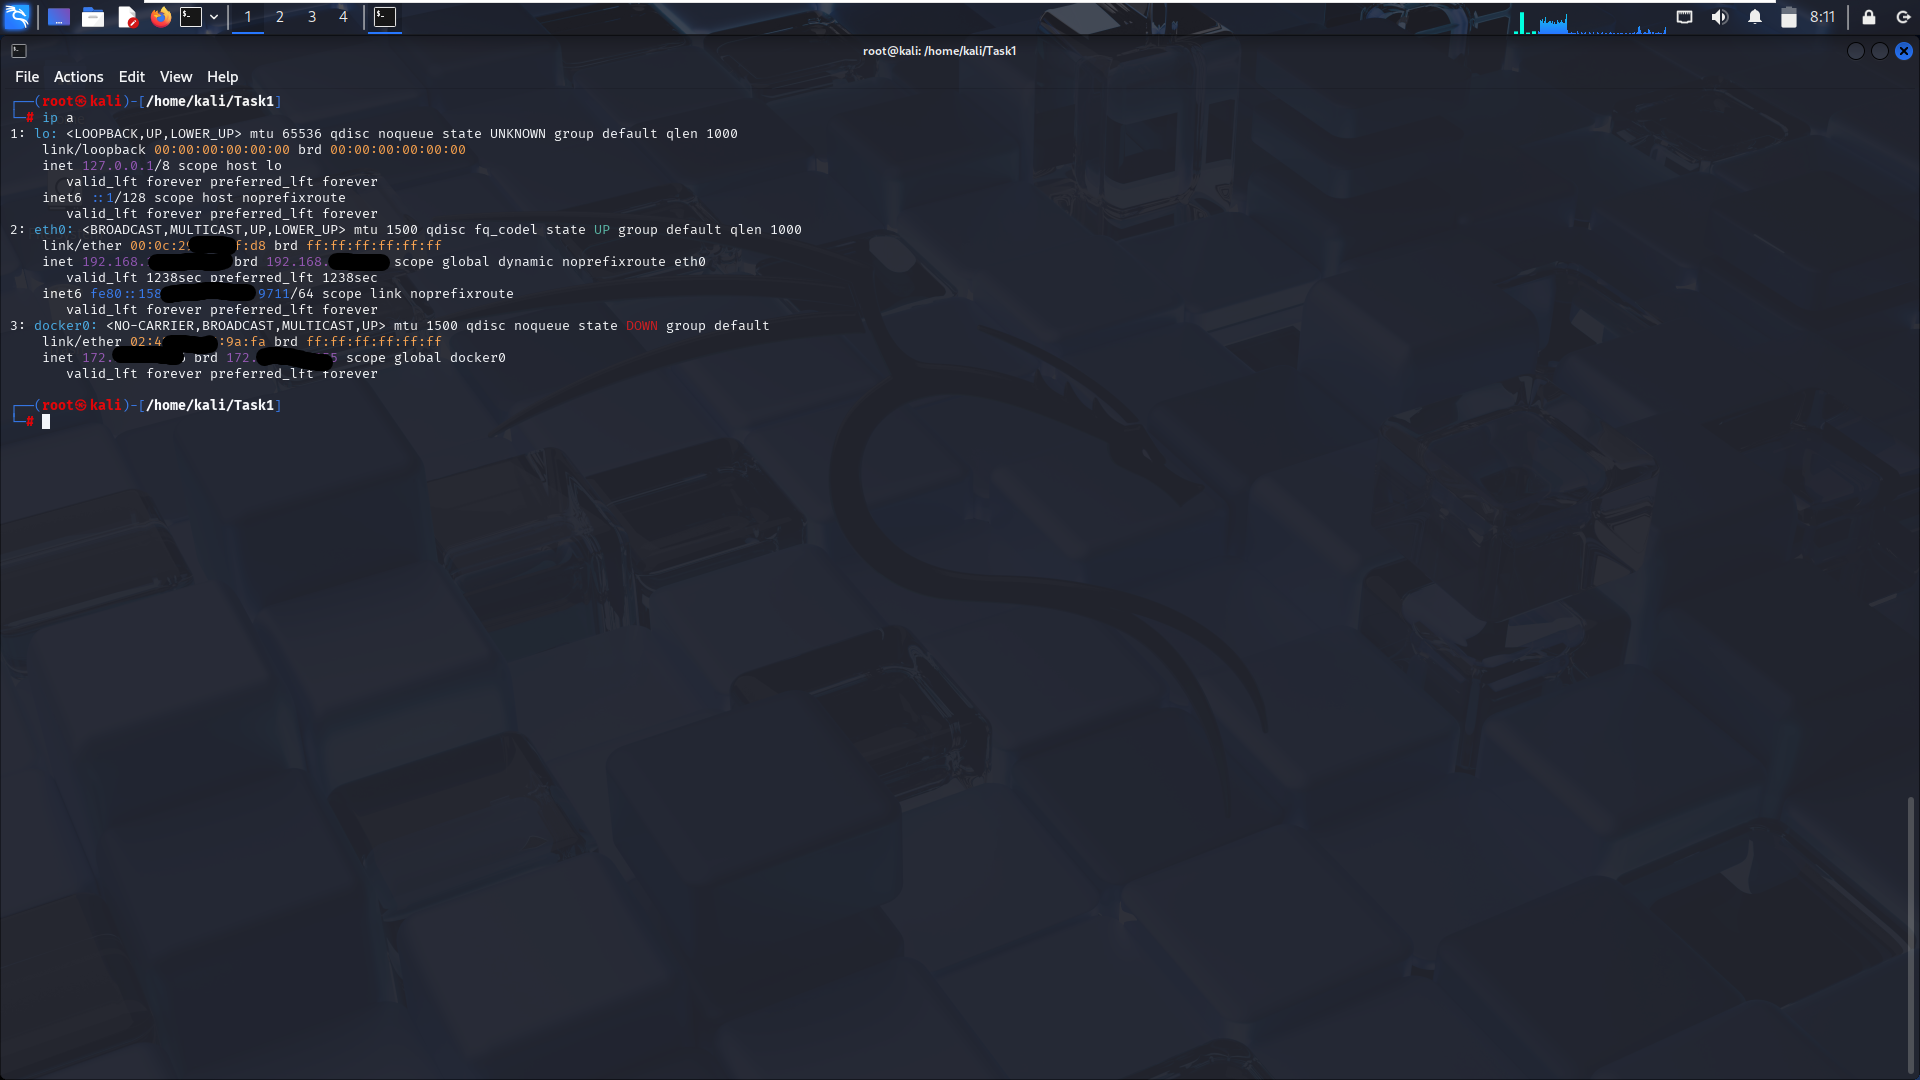 1 2 3 4
8:11
root@kali: /home/kali/Task1
File Actions Edit View Help
┌──(root㉿kali)-[/home/kali/Task1]
└─# ip a
1: lo: <LOOPBACK,UP,LOWER_UP> mtu 65536 qdisc noqueue state UNKNOWN group default qlen 1000
link/loopback 00:00:00:00:00:00 brd 00:00:00:00:00:00
inet 127.0.0.1/8 scope host lo
valid_lft forever preferred_lft forever
inet6 ::1/128 scope host noprefixroute
valid_lft forever preferred_lft forever
2: eth0: <BROADCAST,MULTICAST,UP,LOWER_UP> mtu 1500 qdisc fq_codel state UP group default qlen 1000
link/ether 00:0c:29 f:d8 brd ff:ff:ff:ff:ff:ff
inet 192.168. brd 192.168. scope global dynamic noprefixroute eth0
valid_lft 1238sec preferred_lft 1238sec
inet6 fe80::158 9711/64 scope link noprefixroute
valid_lft forever preferred_lft forever
3: docker0: <NO-CARRIER,BROADCAST,MULTICAST,UP> mtu 1500 qdisc noqueue state DOWN group default
link/ether 02:4 :9a:fa brd ff:ff:ff:ff:ff:ff
inet 172. brd 172. scope global docker0
valid_lft forever preferred_lft forever
┌──(root㉿kali)-[/home/kali/Task1]
└─#